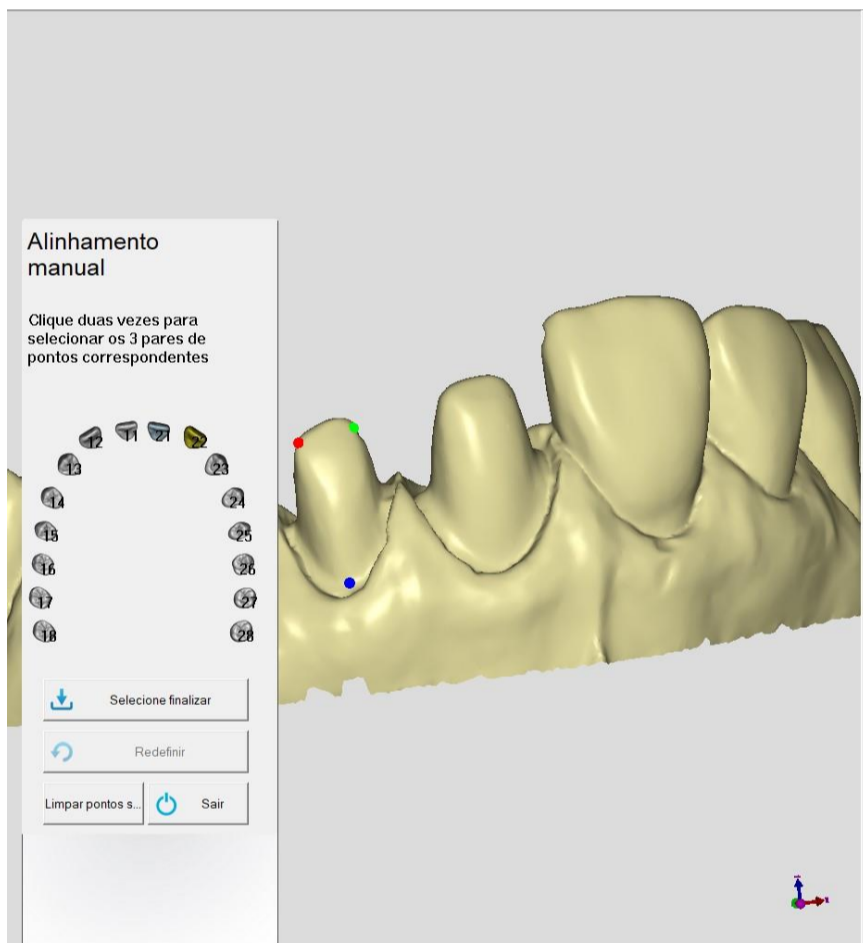 Alinhamento
manual
Clique duas vezes para
selecionar os 3 pares de
pontos correspondentes
12 11 21 22
13 23
14 24
15 25
16 26
17 27
18 28
Selecione finalizar
Redefinir
Limpar pontos s... Sair